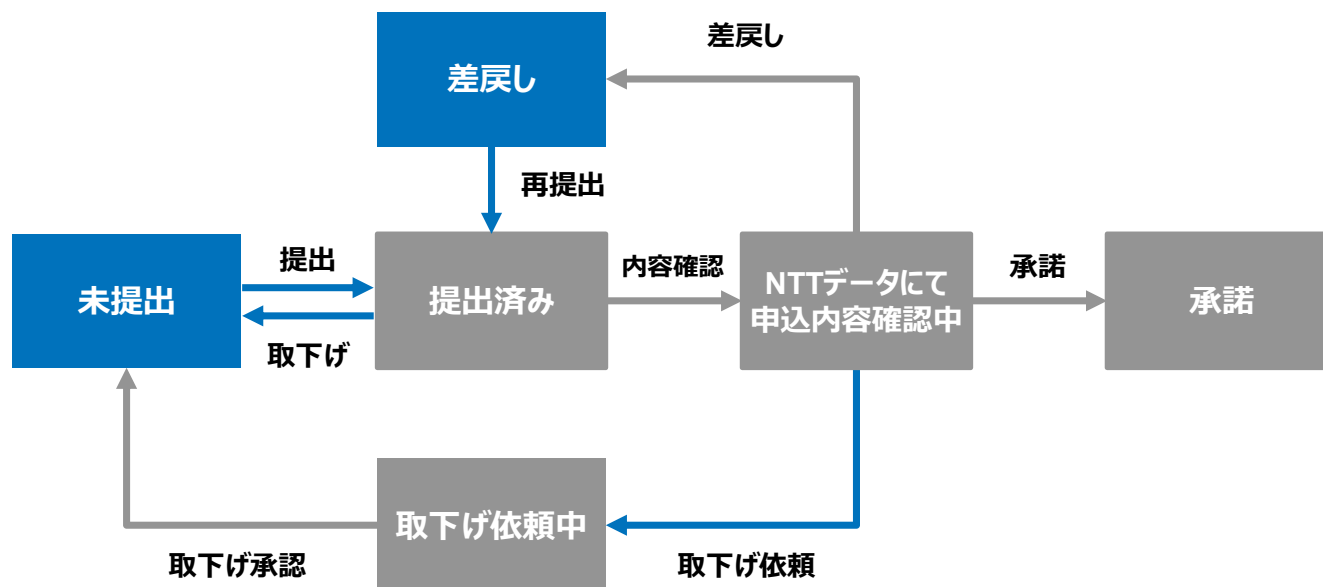 差戻し
差戻し
再提出
未提出
提出
取下げ
提出済み
内容確認
NTTデータにて
申込内容確認中
承諾
承諾
取下げ依頼中
取下げ承認
取下げ依頼